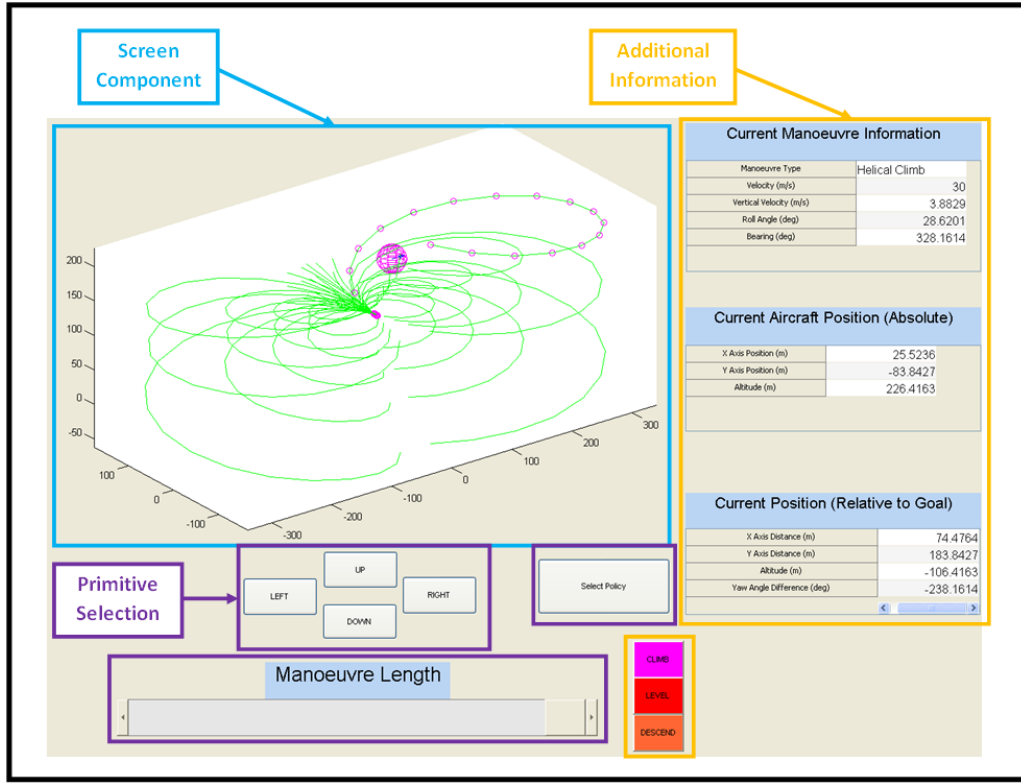 Screen
Component
Additional
Information
Current Manoeuvre Information
Manoeuvre Type Helical Climb
Velocity (m/s) 30
Vertical Velocity (m/s) 3.8829
Roll Angle (deg) 28.6201
Bearing (deg) 328.1614
Current Aircraft Position (Absolute)
X Axis Position (m) 25.5236
Y Axis Position (m) -83.8427
Altitude (m) 226.4163
Current Position (Relative to Goal)
X Axis Distance (m) 74.4764
Y Axis Distance (m) 183.8427
Altitude (m) -106.4163
Yaw Angle Difference (deg) -238.1614
200
150
100
50
0
-50
100
0
-100
-300
-200
-100
0
100
200
300
Primitive
Selection
UP
LEFT
RIGHT
DOWN
Select Policy
Manoeuvre Length
CLIMB
LEVEL
DESCEND